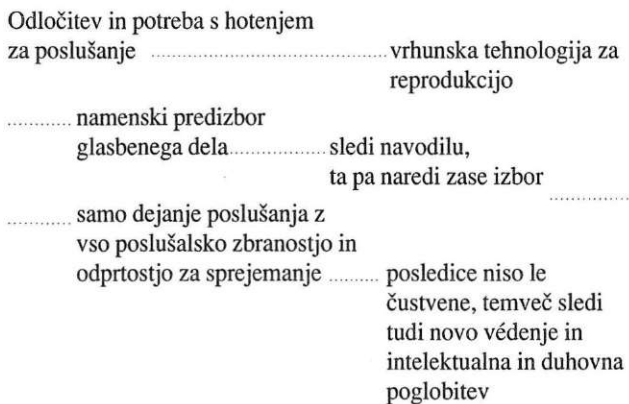 Odločitev in potreba s hotenjem
za poslušanje ........................................ vrhunska tehnologija za
reprodukcijo
........... namenski predizbor
glasbenega dela................ sledi navodilu,
ta pa naredi zase izbor
.............
........... samo dejanje poslušanja z
vso poslušalsko zbranostjo in
odprtostjo za sprejemanje ......... posledice niso le
čustvene, temveč sledi
tudi novo védenje in
intelektualna in duhovna
poglobitev